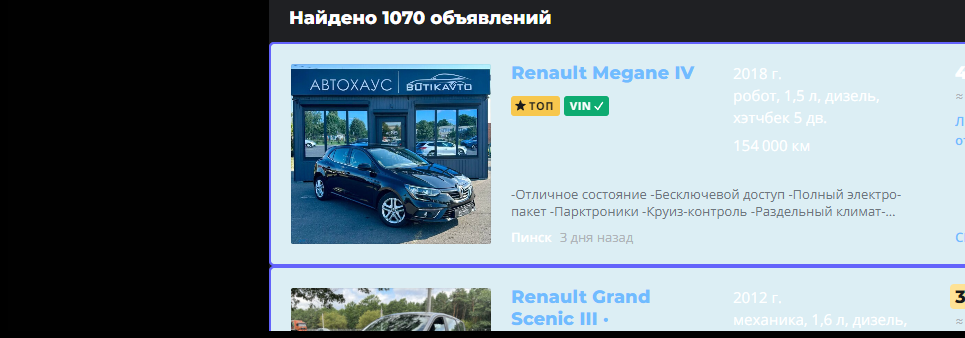 Найдено 1070 объявлений
АВТОХАУС BUTIKAVTO
Renault Megane IV
ТОП VIN
2018 г.
робот, 1,5 л, дизель,
хэтчбек 5 дв.
154 000 км
-Отличное состояние -Бесключевой доступ -Полный электро-
пакет -Парктроники -Круиз-контроль -Раздельный климат-...
Пинск 3 дня назад
Renault Grand
Scenic III ·
2012 г.
механика, 1,6 л, дизель,